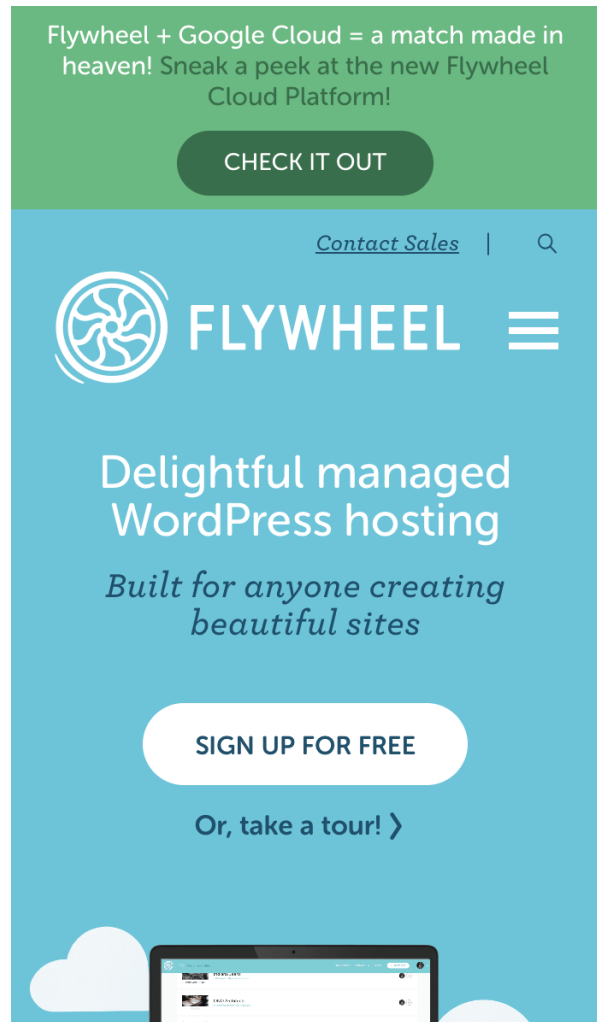 Flywheel + Google Cloud = a match made in
heaven! Sneak a peek at the new Flywheel
Cloud Platform!
CHECK IT OUT
Contact Sales |
FLYWHEEL
Delightful managed
WordPress hosting
Built for anyone creating
beautiful sites
SIGN UP FOR FREE
Or, take a tour! ❯